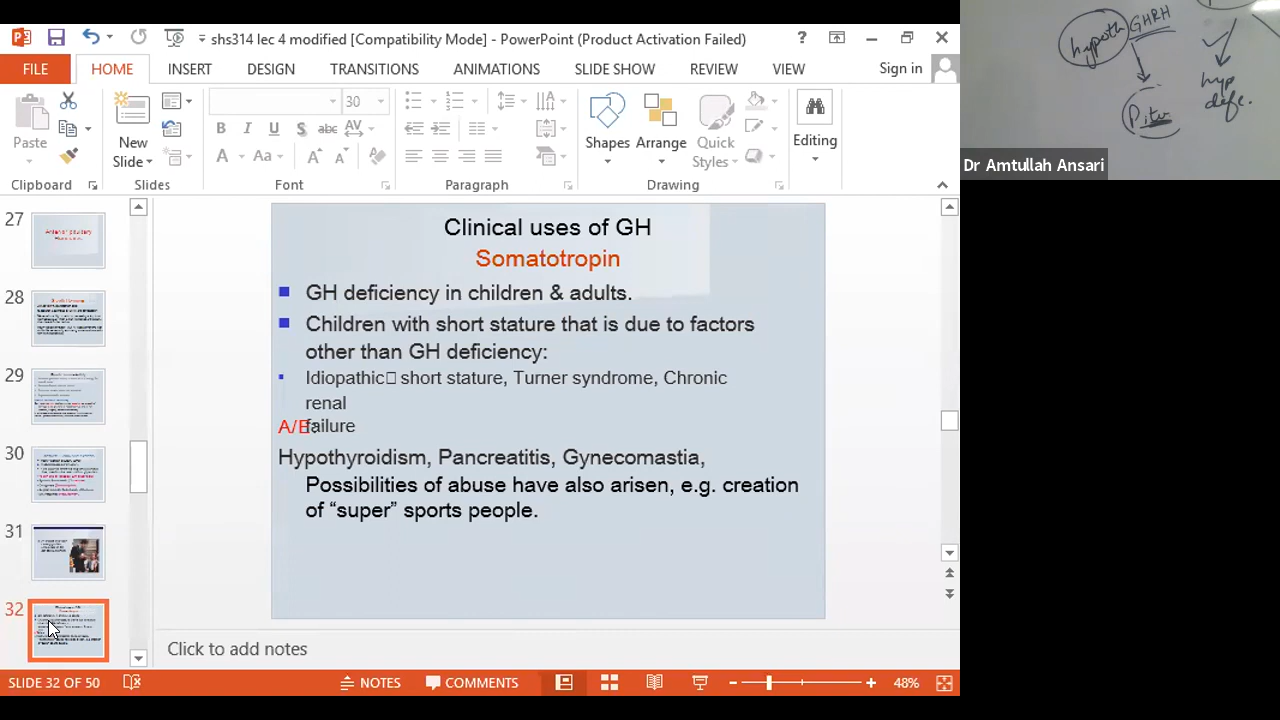 shs314 lec 4 modified [Compatibility Mode] - PowerPoint (Product Activation Failed)
FILE HOME INSERT DESIGN TRANSITIONS ANIMATIONS SLIDE SHOW REVIEW VIEW Sign in
30
Paste
New Slide
B I U S abc AV
A Aa A A
Shapes Arrange Quick Styles
Editing
Clipboard Slides Font Paragraph Drawing
27
28
29
30
31
32
Clinical uses of GH
Somatotropin
GH deficiency in children & adults.
Children with short stature that is due to factors
other than GH deficiency:
Idiopathic□ short stature, Turner syndrome, Chronic
renal
failure
A/E:
Hypothyroidism, Pancreatitis, Gynecomastia,
Possibilities of abuse have also arisen, e.g. creation
of “super” sports people.
Click to add notes
SLIDE 32 OF 50 NOTES COMMENTS 48%
hypoth GHRH
Pitu
hyp
defc.
Dr Amtullah Ansari